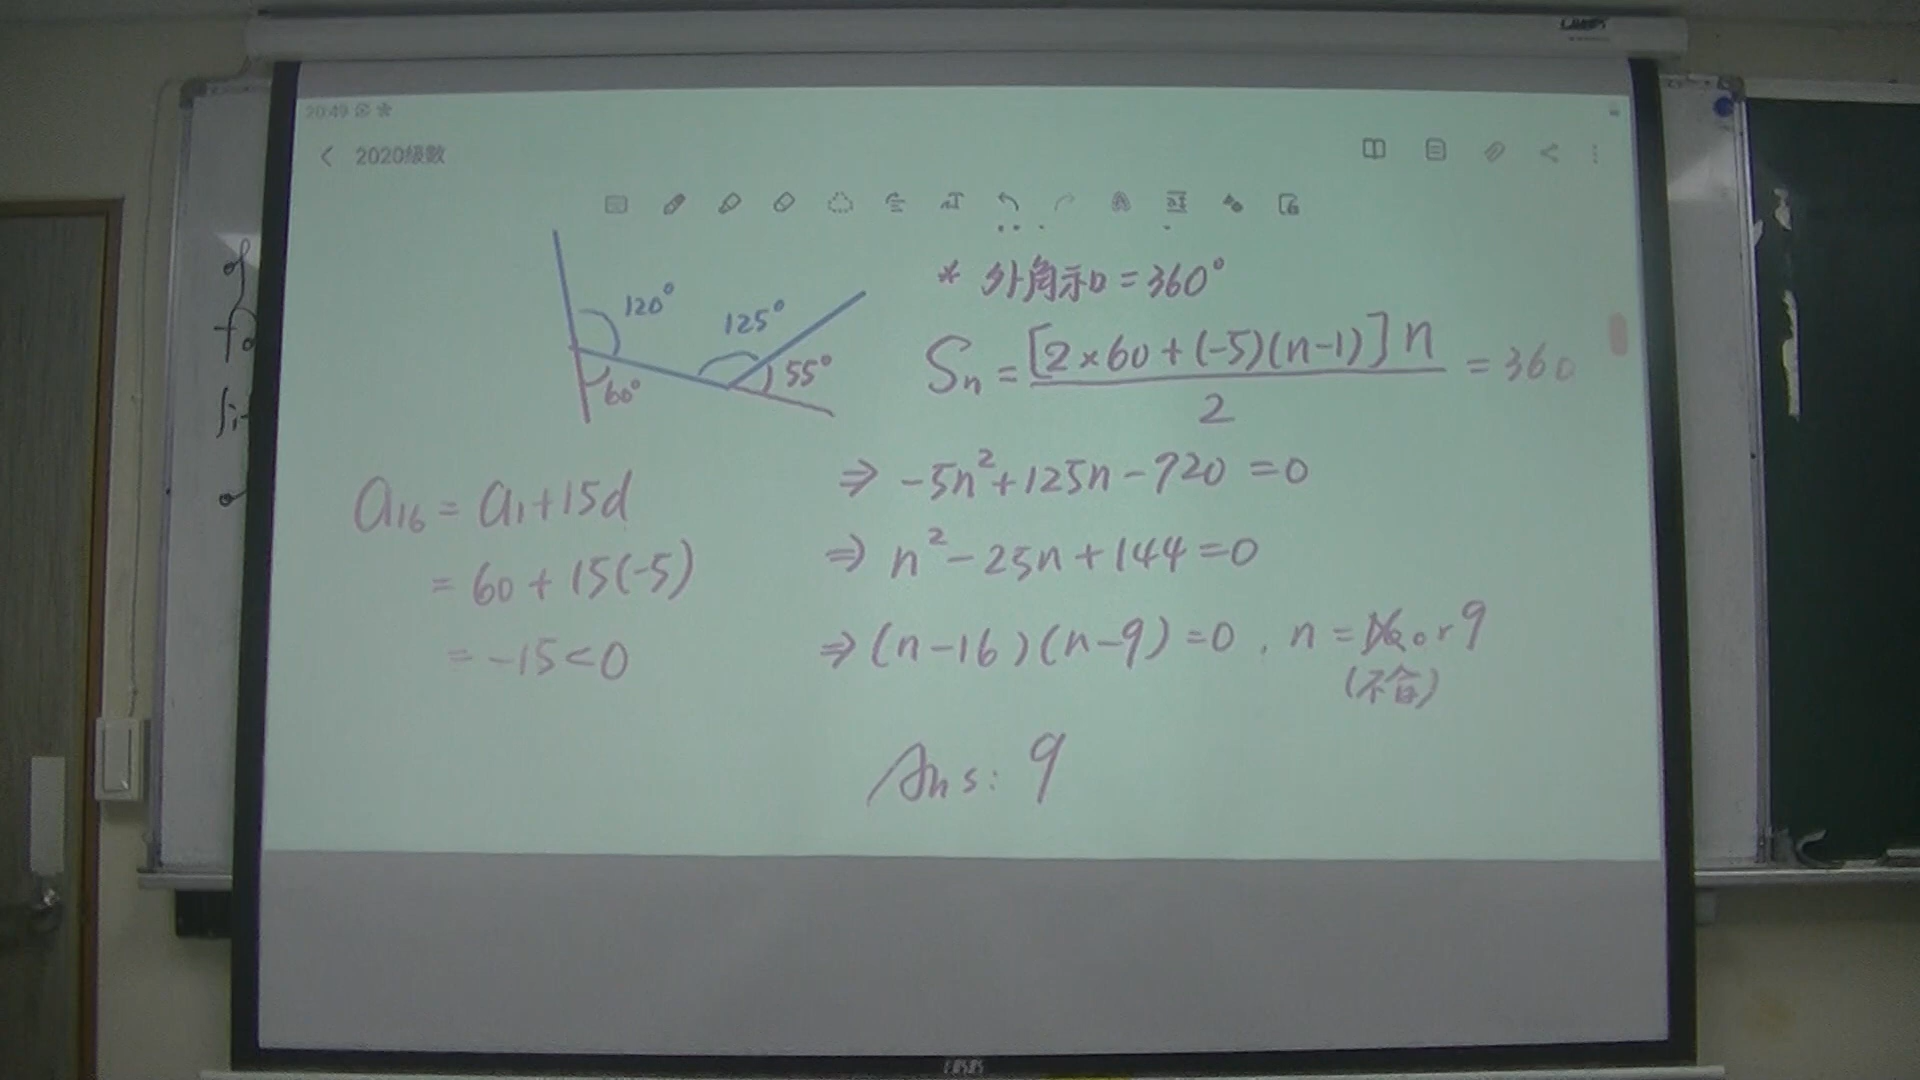 20:49
2020級數
120°
125°
60°
55°
* 外角和 = 360°
Sn = [2×60+(-5)(n-1)]n / 2 = 360
⇒ -5n²+125n-720 = 0
⇒ n²-25n+144=0
⇒ (n-16)(n-9)=0, n = 16 or 9
(不合)
a16 = a1+15d
= 60+15(-5)
= -15<0
Ans: 9